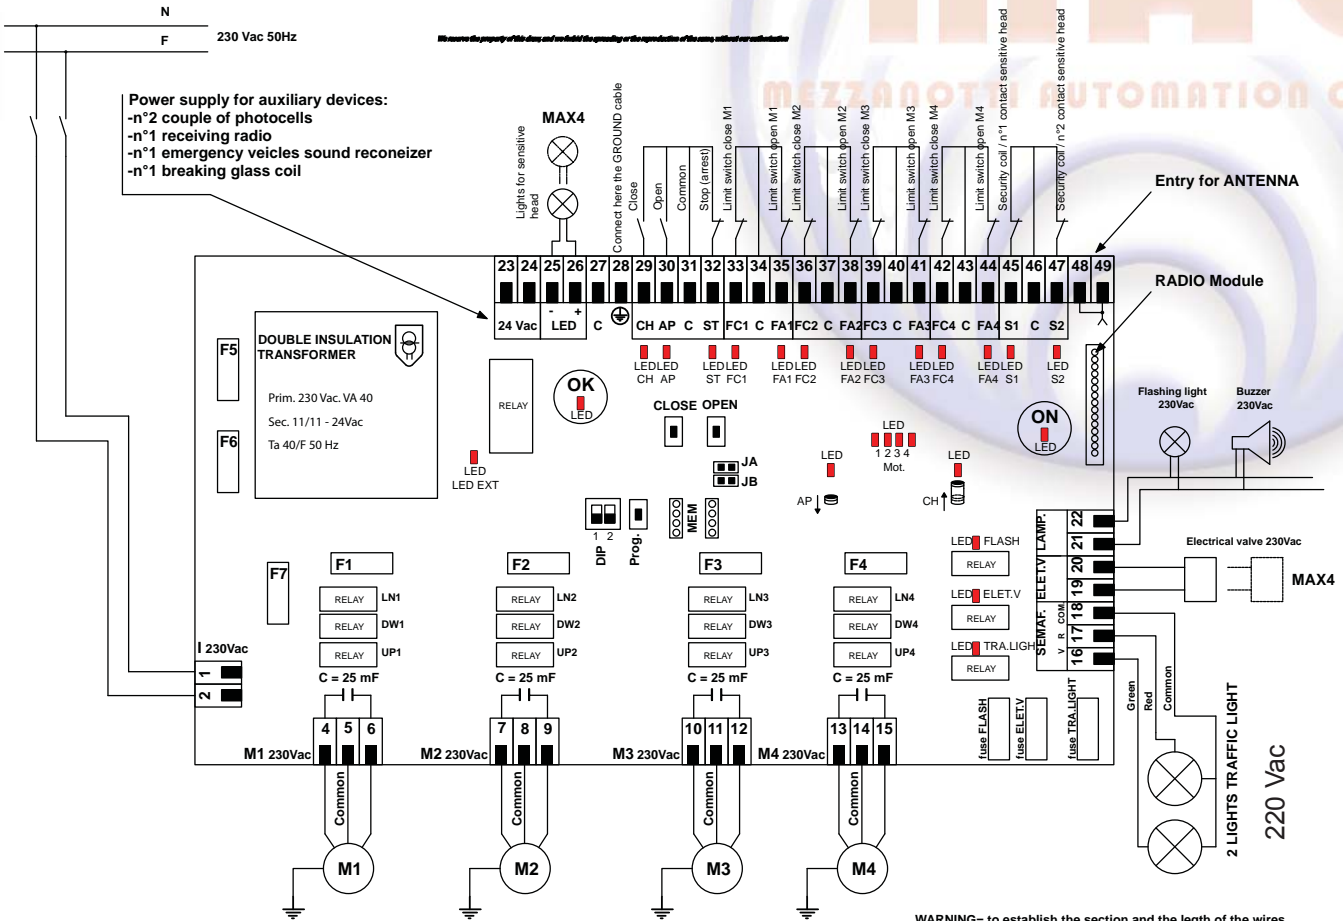 N
F
230 Vac 50Hz
We reserve the property of this draw, and we forbid the spreading or the reproduction of the same, without our authorization
MEZZANOTTI AUTOMATION
Power supply for auxiliary devices:
-n°2 couple of photocells
-n°1 receiving radio
-n°1 emergency veicles sound reconeizer
-n°1 breaking glass coil
MAX4
Lights for sensitive
head
Connect here the GROUND cable
Close
Open
Common
Stop (arrest)
Limit switch close M1
Limit switch open M1
Limit switch close M2
Limit switch open M2
Limit switch close M3
Limit switch open M3
Limit switch close M4
Limit switch open M4
Security coil / n°1 contact sensitive head
Security coil / n°2 contact sensitive head
Entry for ANTENNA
RADIO Module
23 24 25 26 27 28 29 30 31 32 33 34 35 36 37 38 39 40 41 42 43 44 45 46 47 48 49
- +
24 Vac LED C CH AP C ST FC1 C FA1 FC2 C FA2 FC3 C FA3 FC4 C FA4 S1 C S2
LED LED LED LED LED LED LED LED LED LED LED LED LED
CH AP ST FC1 FA1 FC2 FA2 FC3 FA3 FC4 FA4 S1 S2
F5
F6
DOUBLE INSULATION
TRANSFORMER
Prim. 230 Vac. VA 40
Sec. 11/11 - 24Vac
Ta 40/F 50 Hz
RELAY
OK
LED
CLOSE OPEN
ON
LED
LED
LED EXT
JA
JB
LED
1 2 3 4
Mot.
LED
AP
LED
CH
DIP
1 2
Prog.
MEM
Flashing light
230Vac
Buzzer
230Vac
LAMP.
22
21
ELET.V
20
19
SEMAF.
COM.
18
R
17
V
16
LED FLASH
RELAY
LED ELET.V
RELAY
LED TRA.LIGH
RELAY
Electrical valve 230Vac
MAX4
F7
F1
RELAY LN1
RELAY DW1
RELAY UP1
C = 25 mF
F2
RELAY LN2
RELAY DW2
RELAY UP2
C = 25 mF
F3
RELAY LN3
RELAY DW3
RELAY UP3
C = 25 mF
F4
RELAY LN4
RELAY DW4
RELAY UP4
C = 25 mF
I 230Vac
1
2
fuse FLASH
fuse ELET.V
fuse TRA.LIGHT
Green
Red
Common
2 LIGHTS TRAFFIC LIGHT
220 Vac
M1 230Vac
4 5 6
M2 230Vac
7 8 9
M3 230Vac
10 11 12
M4 230Vac
13 14 15
Common
Common
Common
Common
M1
M2
M3
M4
WARNING= to establish the section and the legth of the wires